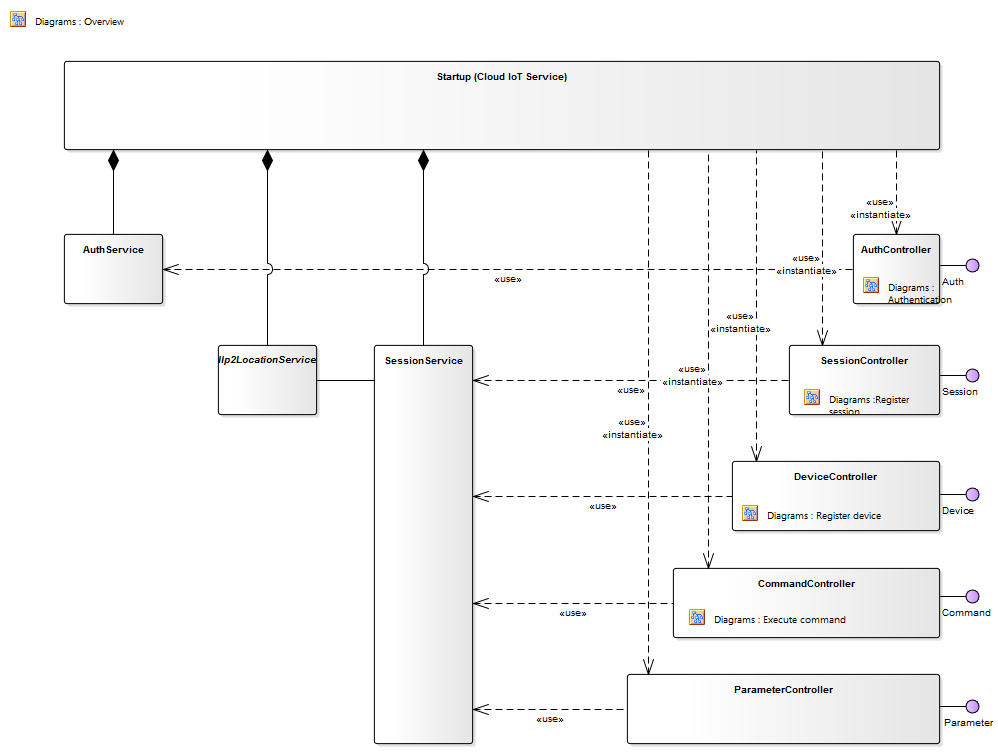 Diagrams : Overview
Startup (Cloud IoT Service)
«use»
«instantiate»
AuthService
AuthController
Diagrams :
Authentication
Auth
«use»
«use»
«instantiate»
«use»
«instantiate»
IIp2LocationService
SessionService
SessionController
Diagrams :Register
session
Session
«use»
«use»
«instantiate»
«use»
«instantiate»
DeviceController
Diagrams : Register device
Device
«use»
CommandController
Diagrams : Execute command
Command
«use»
ParameterController
Parameter
«use»